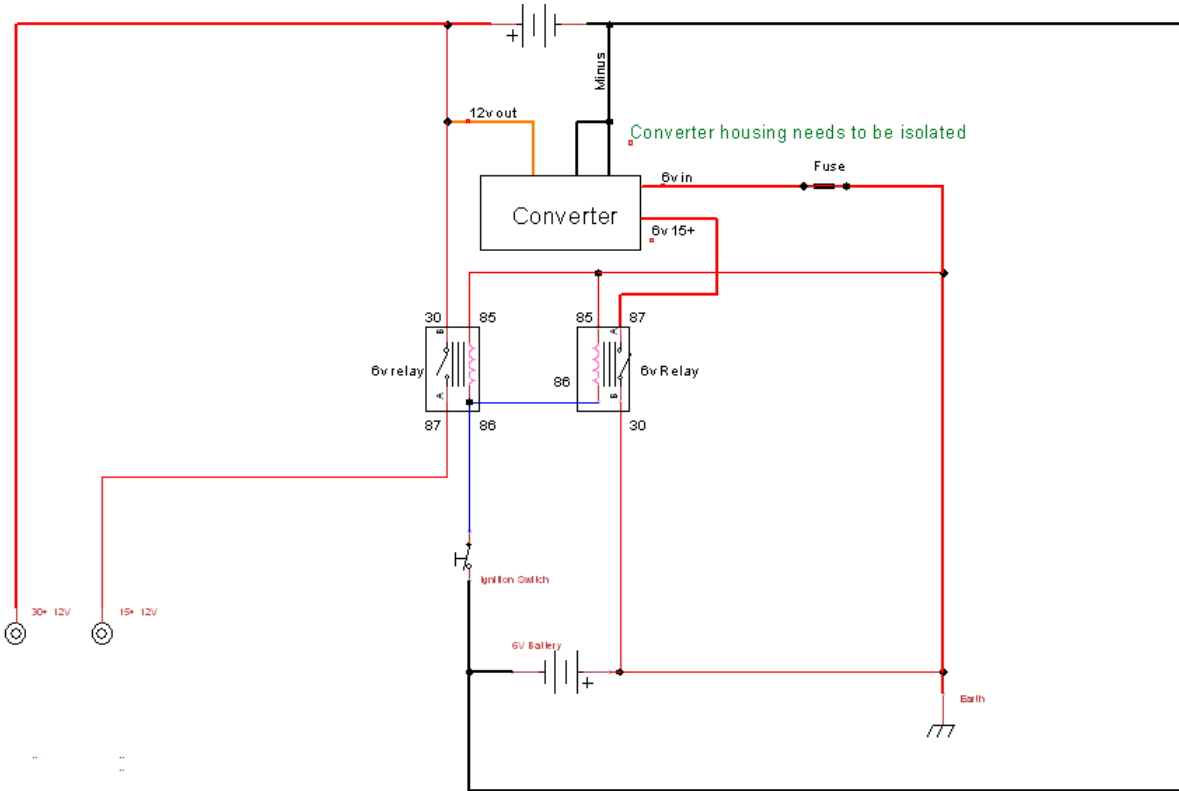 +
Minus
12v out
Converter housing needs to be isolated
Fuse
6v in
Converter
6v 15+
30
85
85
87
B
A
6v relay
86
6v Relay
A
B
87
86
30
Ignition Switch
30+ 12V
15+ 12V
6V Battery
+
Earth